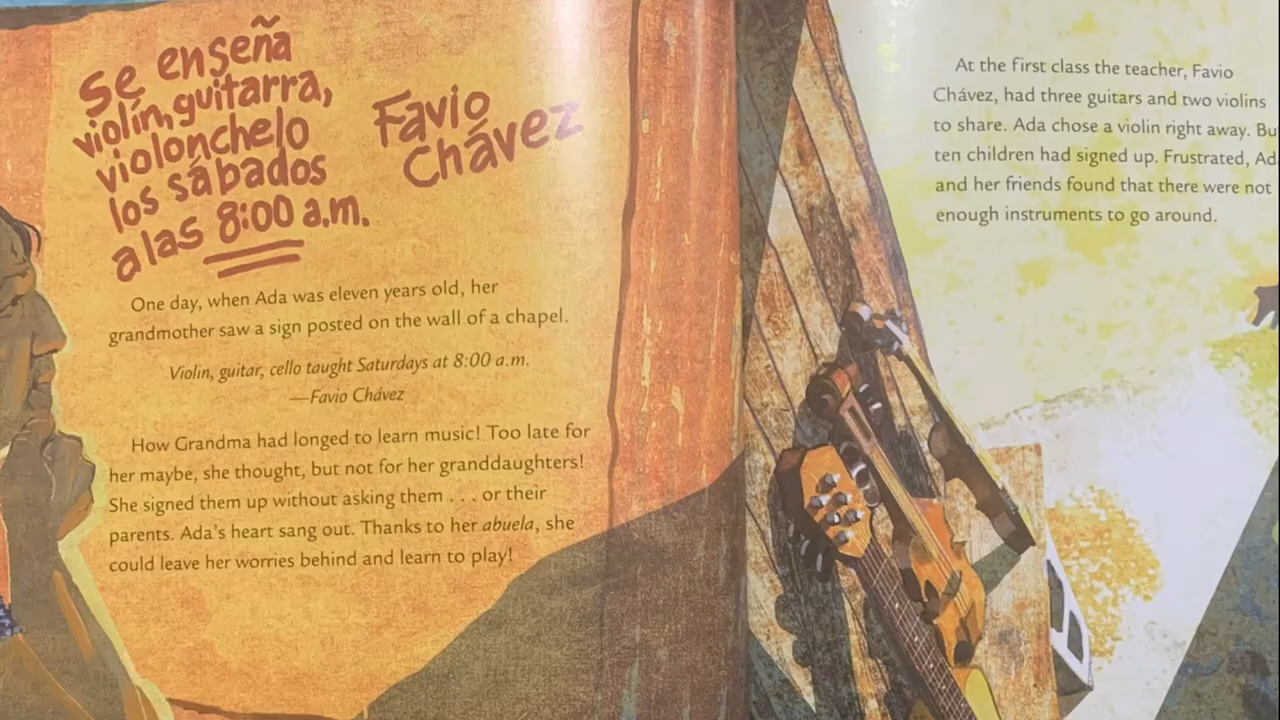 Se enseña
violín, guitarra,
violonchelo
los sábados
a las 8:00 a.m.
Favio
Chávez
One day, when Ada was eleven years old, her
grandmother saw a sign posted on the wall of a chapel.
Violin, guitar, cello taught Saturdays at 8:00 a.m.
—Favio Chávez
How Grandma had longed to learn music! Too late for
her maybe, she thought, but not for her granddaughters!
She signed them up without asking them . . . or their
parents. Ada's heart sang out. Thanks to her abuela, she
could leave her worries behind and learn to play!
At the first class the teacher, Favio
Chávez, had three guitars and two violins
to share. Ada chose a violin right away. Bu
ten children had signed up. Frustrated, Ad
and her friends found that there were not
enough instruments to go around.